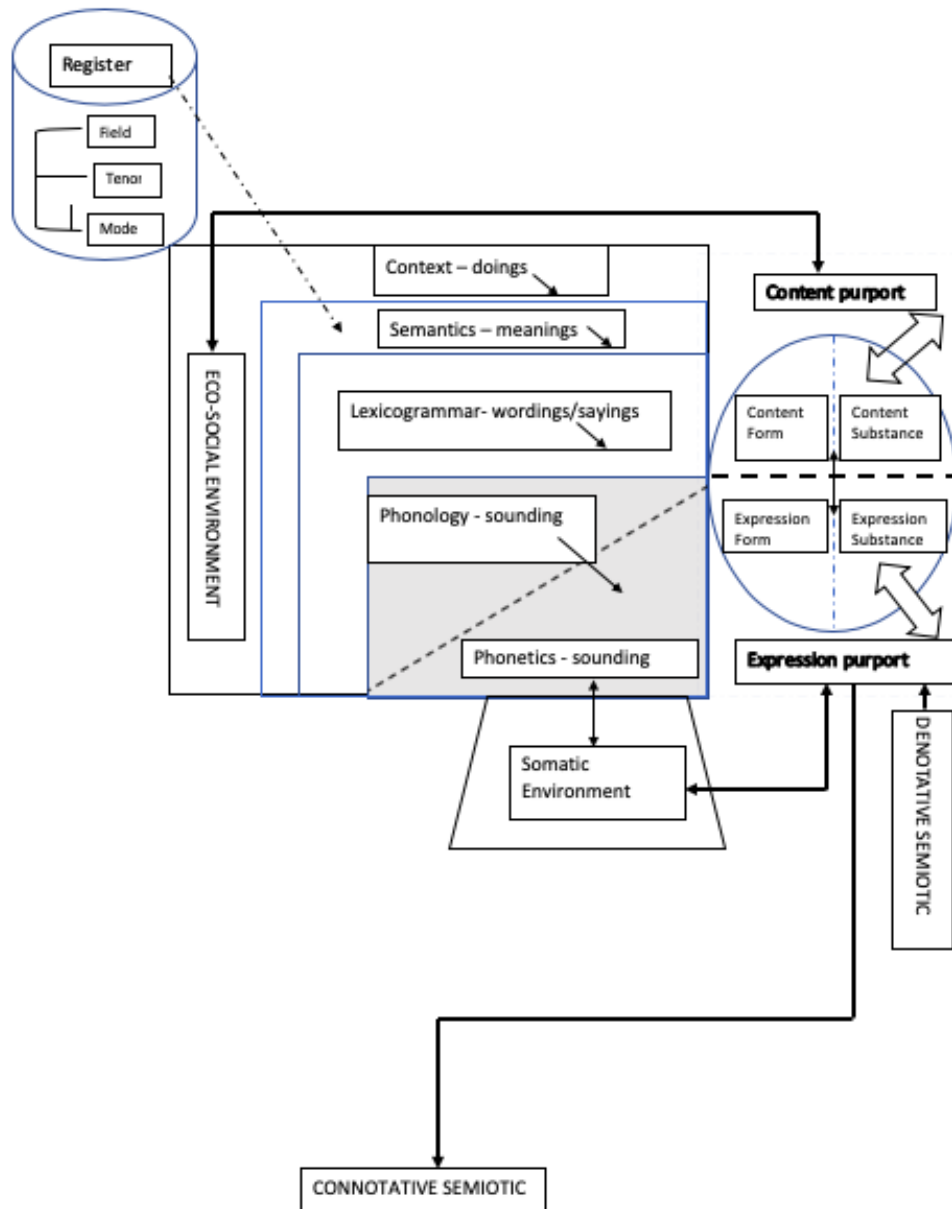 Register
Field
Tenor
Mode
Context – doings
Content purport
Semantics – meanings
ECO-SOCIAL ENVIRONMENT
Lexicogrammar- wordings/sayings
Content
Form
Content
Substance
Phonology - sounding
Expression
Form
Expression
Substance
Phonetics - sounding
Expression purport
Somatic
Environment
DENOTATIVE SEMIOTIC
CONNOTATIVE SEMIOTIC